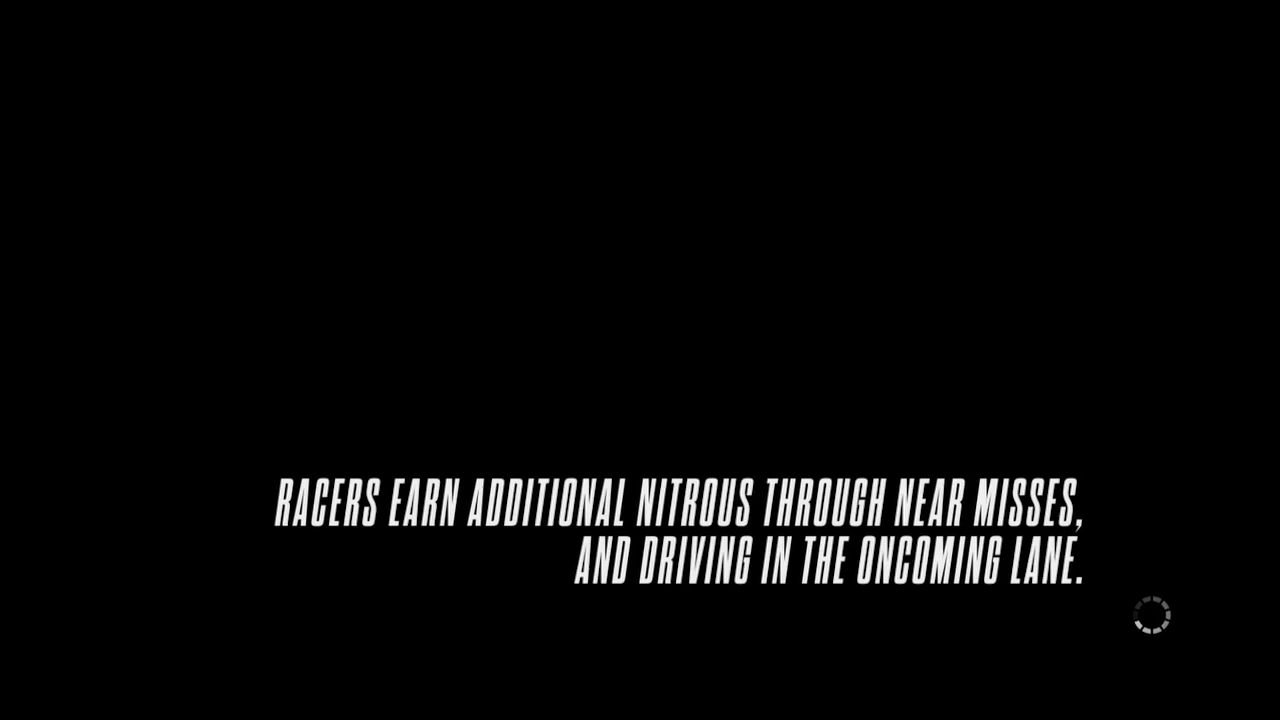 RACERS EARN ADDITIONAL NITROUS THROUGH NEAR MISSES,
AND DRIVING IN THE ONCOMING LANE.